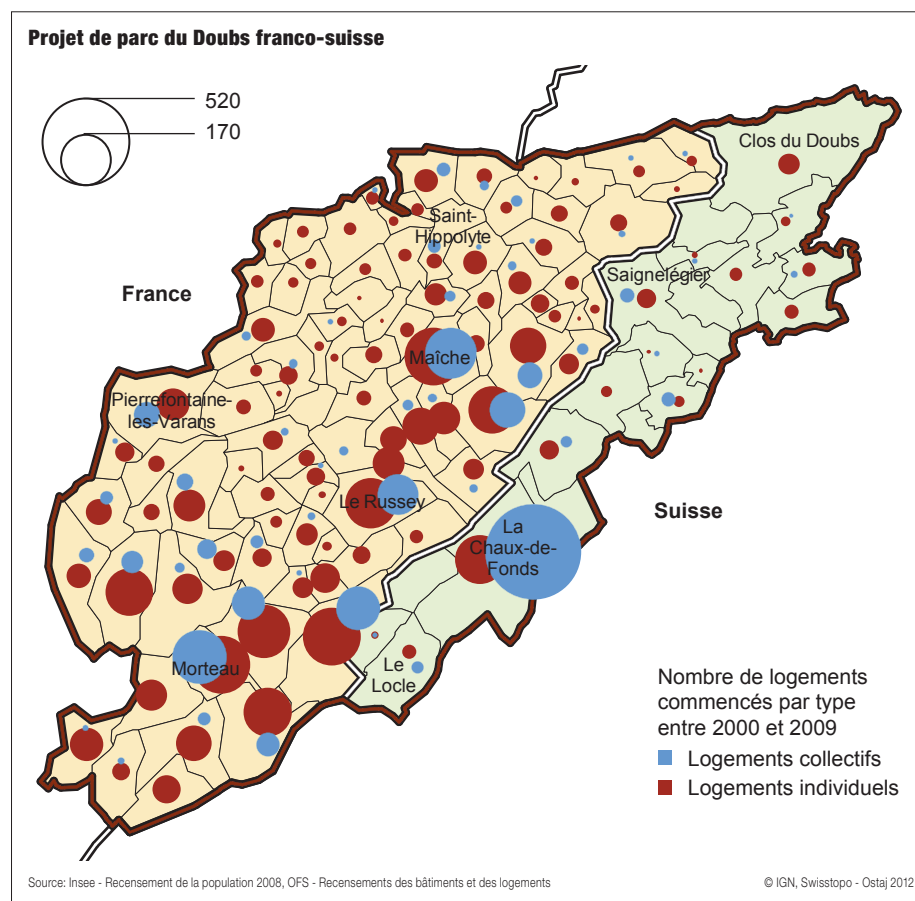 Projet de parc du Doubs franco-suisse
520
170
Clos du Doubs
Saint-
Hippolyte
Saignelégier
France
Maîche
Pierrefontaine-
les-Varans
Le Russey
Suisse
La
Chaux-de-
Fonds
Morteau
Le
Locle
Nombre de logements
commencés par type
entre 2000 et 2009
Logements collectifs
Logements individuels
Source: Insee - Recensement de la population 2008, OFS - Recensements des bâtiments et des logements
© IGN, Swisstopo - Ostaj 2012